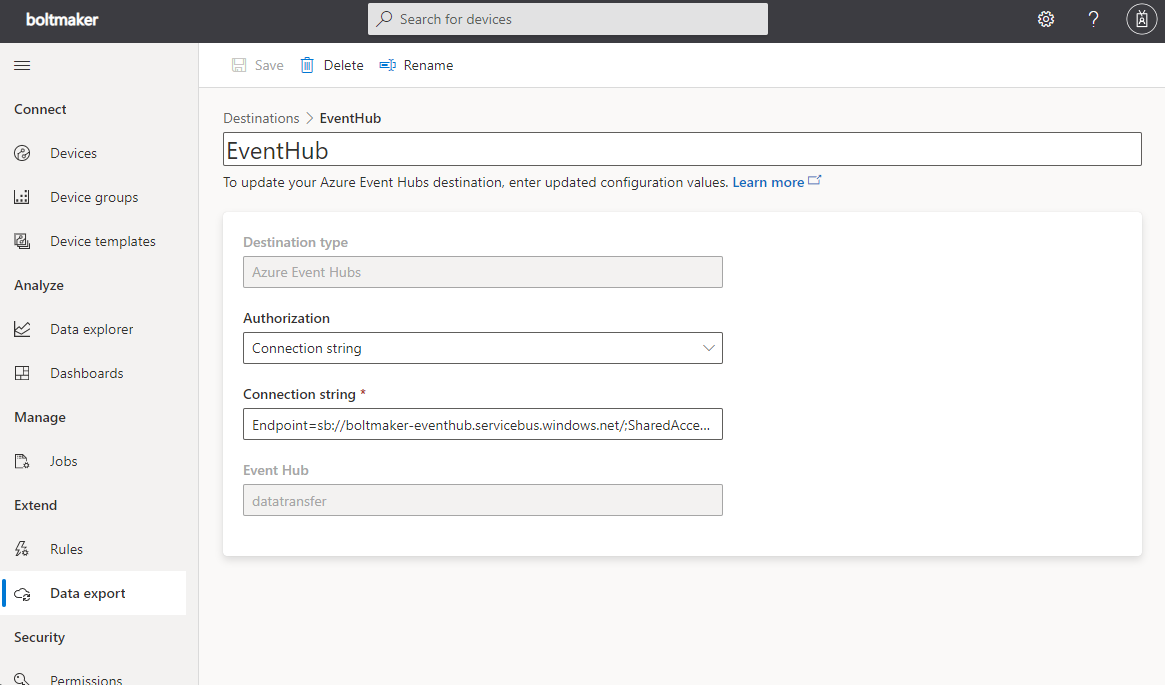 boltmaker
Search for devices
Save
Delete
Rename
Connect
Devices
Device groups
Device templates
Analyze
Data explorer
Dashboards
Manage
Jobs
Extend
Rules
Data export
Security
Permissions
Destinations > EventHub
EventHub
To update your Azure Event Hubs destination, enter updated configuration values. Learn more
Destination type
Azure Event Hubs
Authorization
Connection string
Connection string *
Endpoint=sb://boltmaker-eventhub.servicebus.windows.net/;SharedAcce...
Event Hub
datatransfer